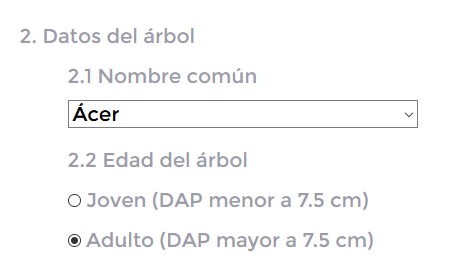 2. Datos del árbol
2.1 Nombre común
Ácer
2.2 Edad del árbol
Joven (DAP menor a 7.5 cm)
Adulto (DAP mayor a 7.5 cm)